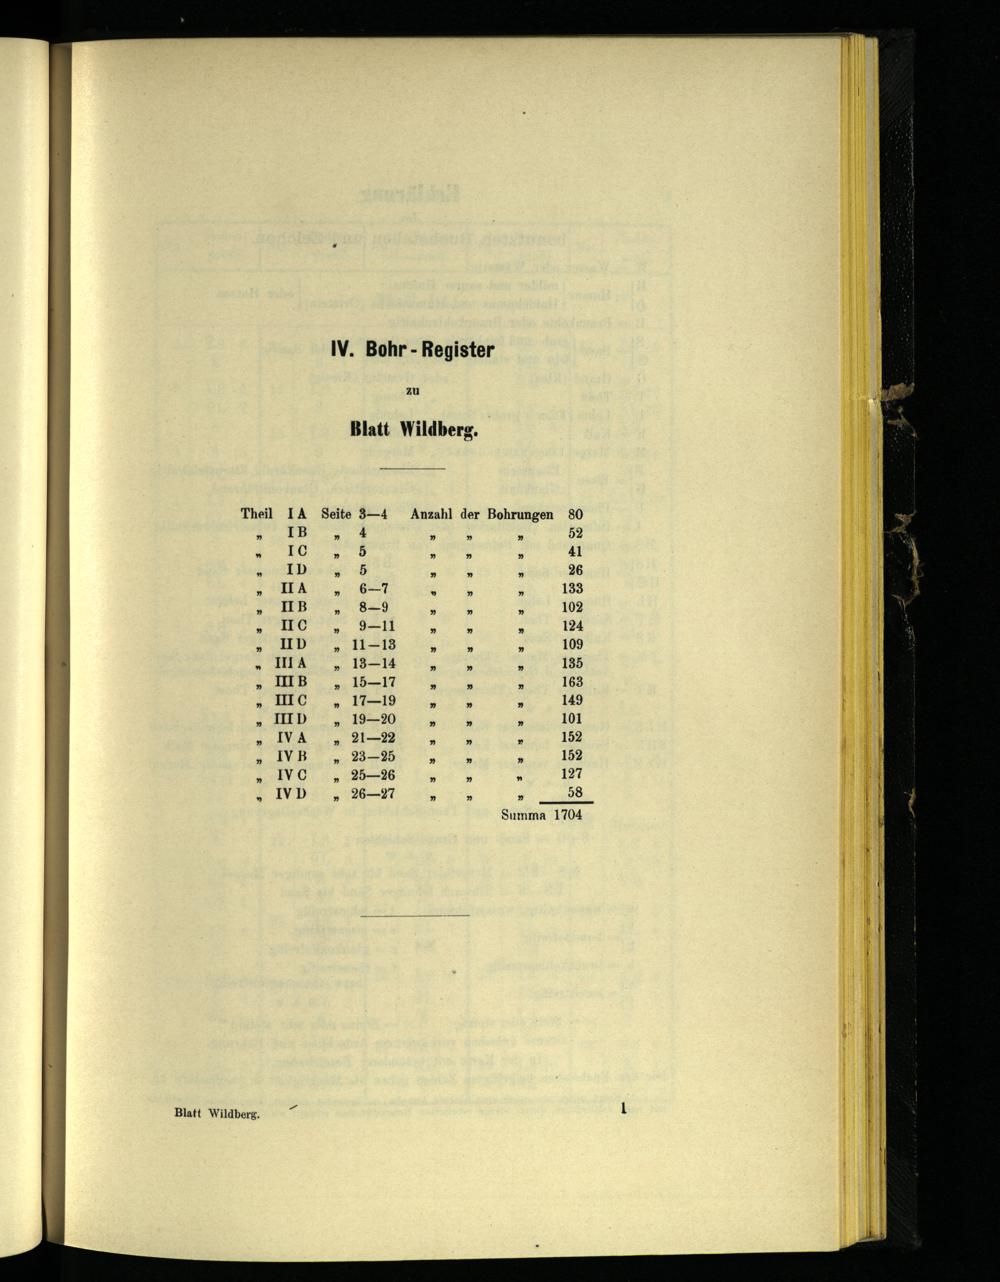 IV. Bohr-Register
zu
Blatt Wildberg.
Theil I A Seite 3—4 Anzahl der Bohrungen 80
„ I B „ 4 „ „ „ 52
„ I C „ 5 „ „ „ 41
„ I D „ 5 „ „ „ 26
„ II A „ 6—7 „ „ „ 133
„ II B „ 8—9 „ „ „ 102
„ II C „ 9—11 „ „ „ 124
„ II D „ 11—13 „ „ „ 109
„ III A „ 13—14 „ „ „ 135
„ III B „ 15—17 „ „ „ 163
„ III C „ 17—19 „ „ „ 149
„ III D „ 19—20 „ „ „ 101
„ IV A „ 21—22 „ „ „ 152
„ IV B „ 23—25 „ „ „ 152
„ IV C „ 25—26 „ „ „ 127
„ IV D „ 26—27 „ „ „ 58
Summa 1704
Blatt Wildberg. 1